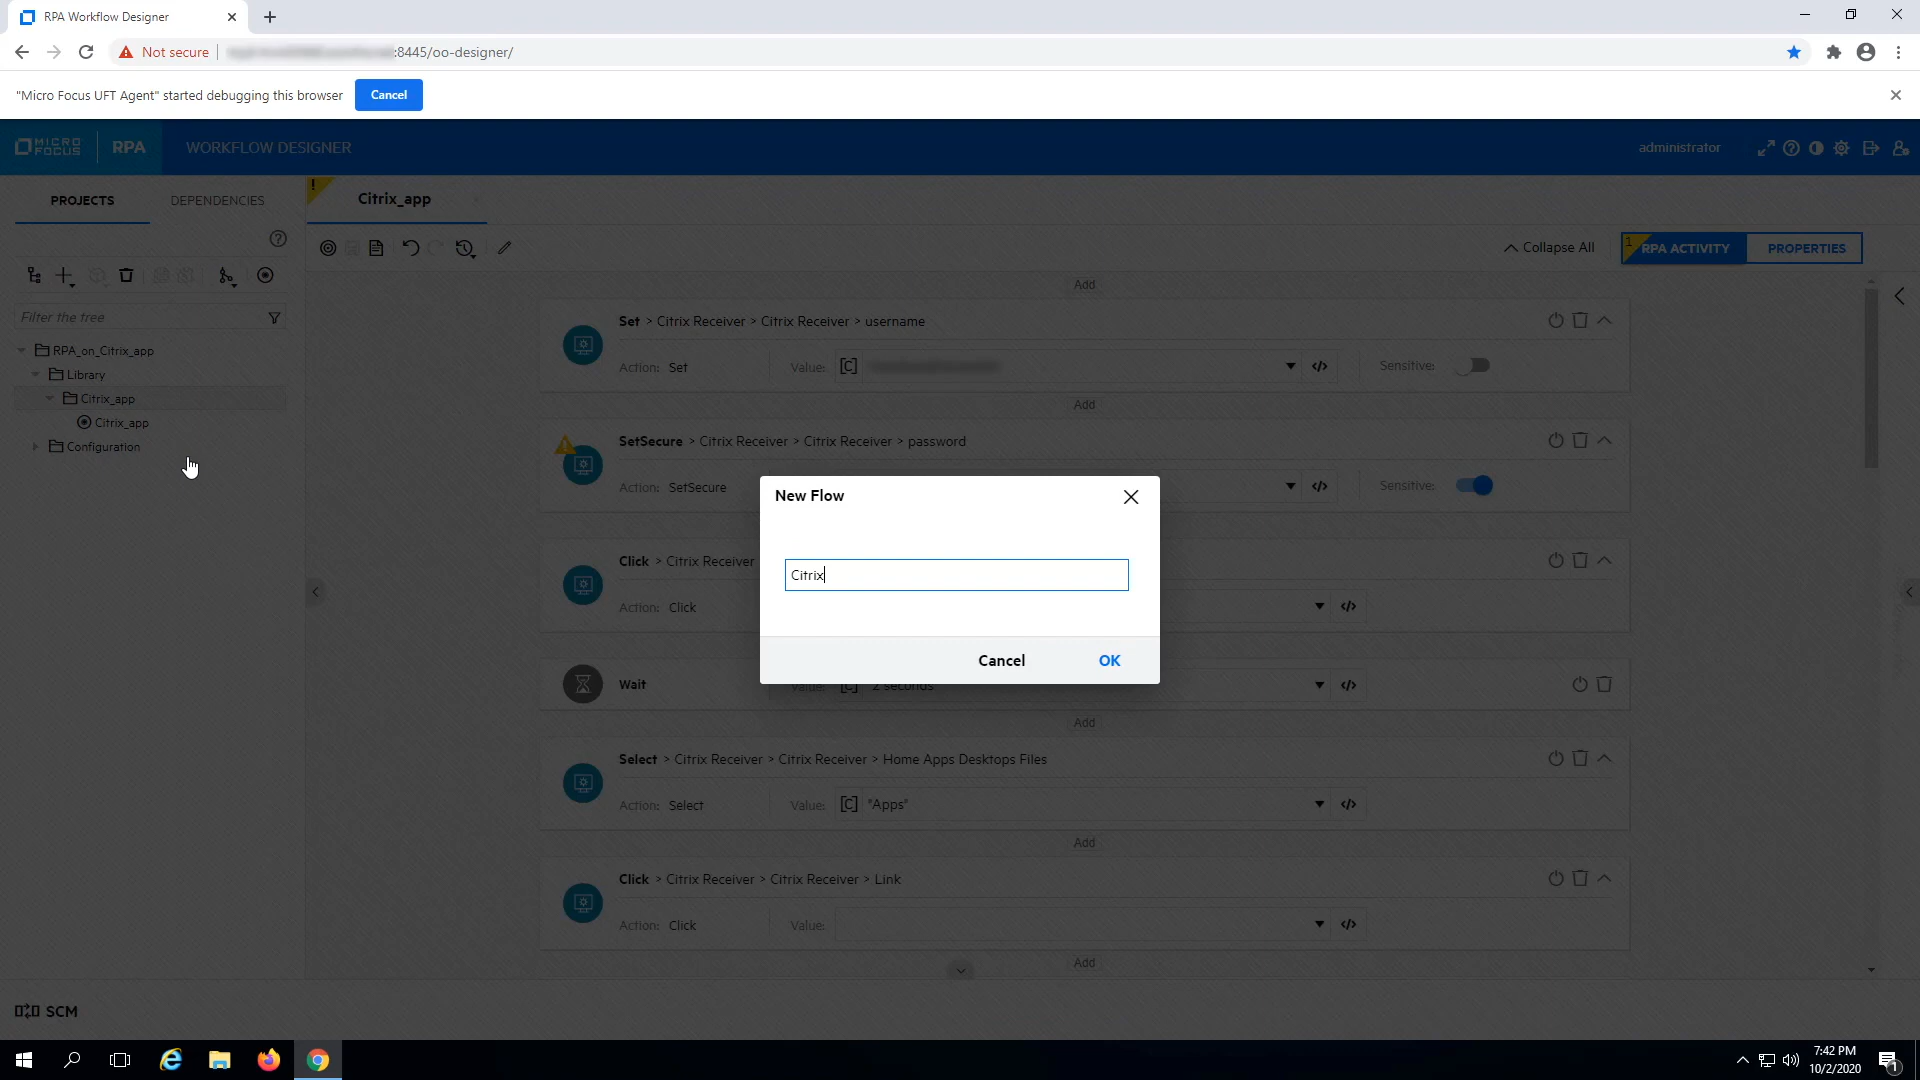 RPA Workflow Designer
Not secure
:8445/oo-designer/
"Micro Focus UFT Agent" started debugging this browser
Cancel
MICRO FOCUS
RPA
WORKFLOW DESIGNER
administrator
PROJECTS
DEPENDENCIES
Citrix_app
Collapse All
1
RPA ACTIVITY
PROPERTIES
Filter the tree
RPA_on_Citrix_app
Library
Citrix_app
Citrix_app
Configuration
Add
Set > Citrix Receiver > Citrix Receiver > username
Action: Set
Value: [C]
Sensitive:
Add
SetSecure > Citrix Receiver > Citrix Receiver > password
Action: SetSecure
Sensitive:
New Flow
Citrix
Cancel
OK
Click > Citrix Receiver
Action: Click
Wait
Value: [C] "2 seconds
Add
Select > Citrix Receiver > Citrix Receiver > Home Apps Desktops Files
Action: Select
Value: [C] "Apps"
Add
Click > Citrix Receiver > Citrix Receiver > Link
Action: Click
Value:
Add
SCM
7:42 PM
10/2/2020
1